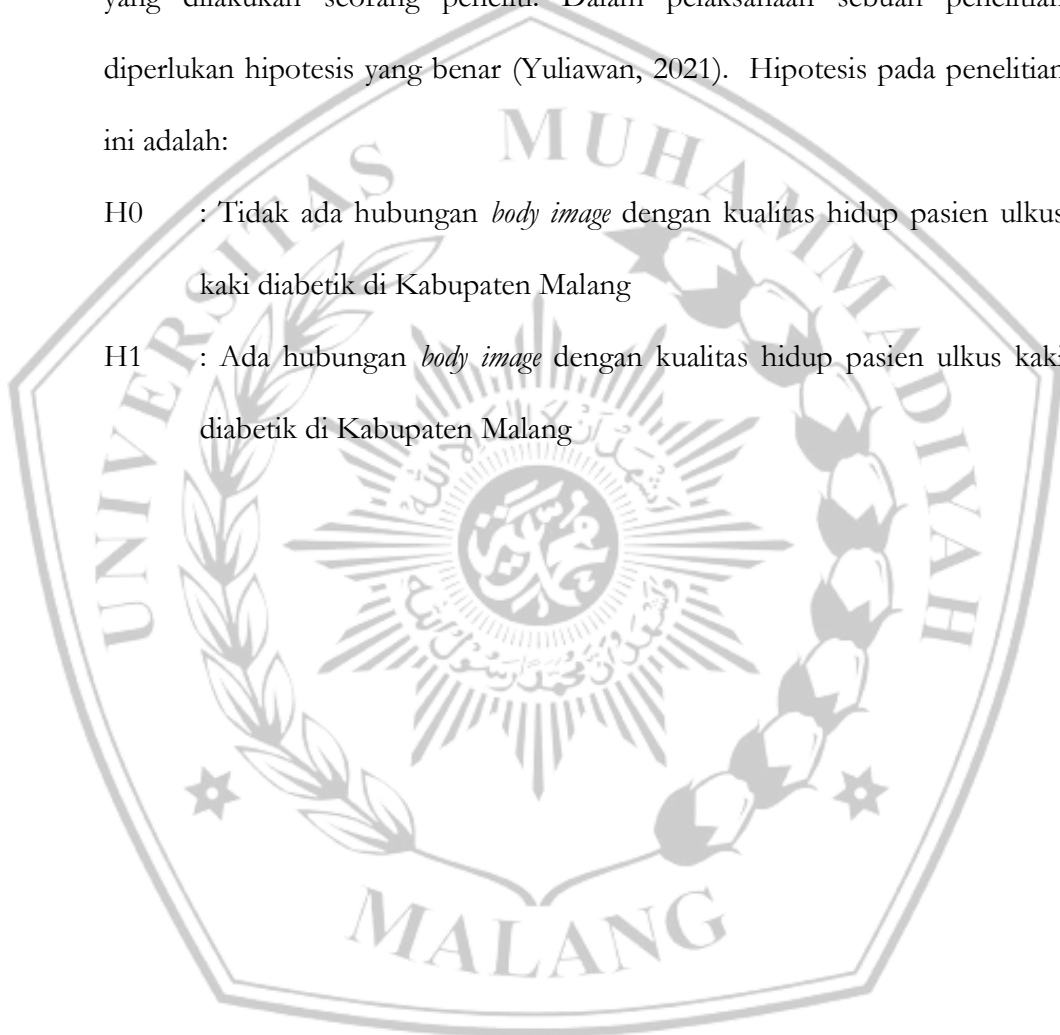 yang dilakukan seorang peneliti. Dalam pelaksanaan sebuah penelitian
diperlukan hipotesis yang benar (Yuliawan, 2021). Hipotesis pada penelitian
ini adalah:
H0 : Tidak ada hubungan body image dengan kualitas hidup pasien ulkus
kaki diabetik di Kabupaten Malang
H1 : Ada hubungan body image dengan kualitas hidup pasien ulkus kaki
diabetik di Kabupaten Malang
UNIVERSITAS MUHAMMADIYAH
MALANG